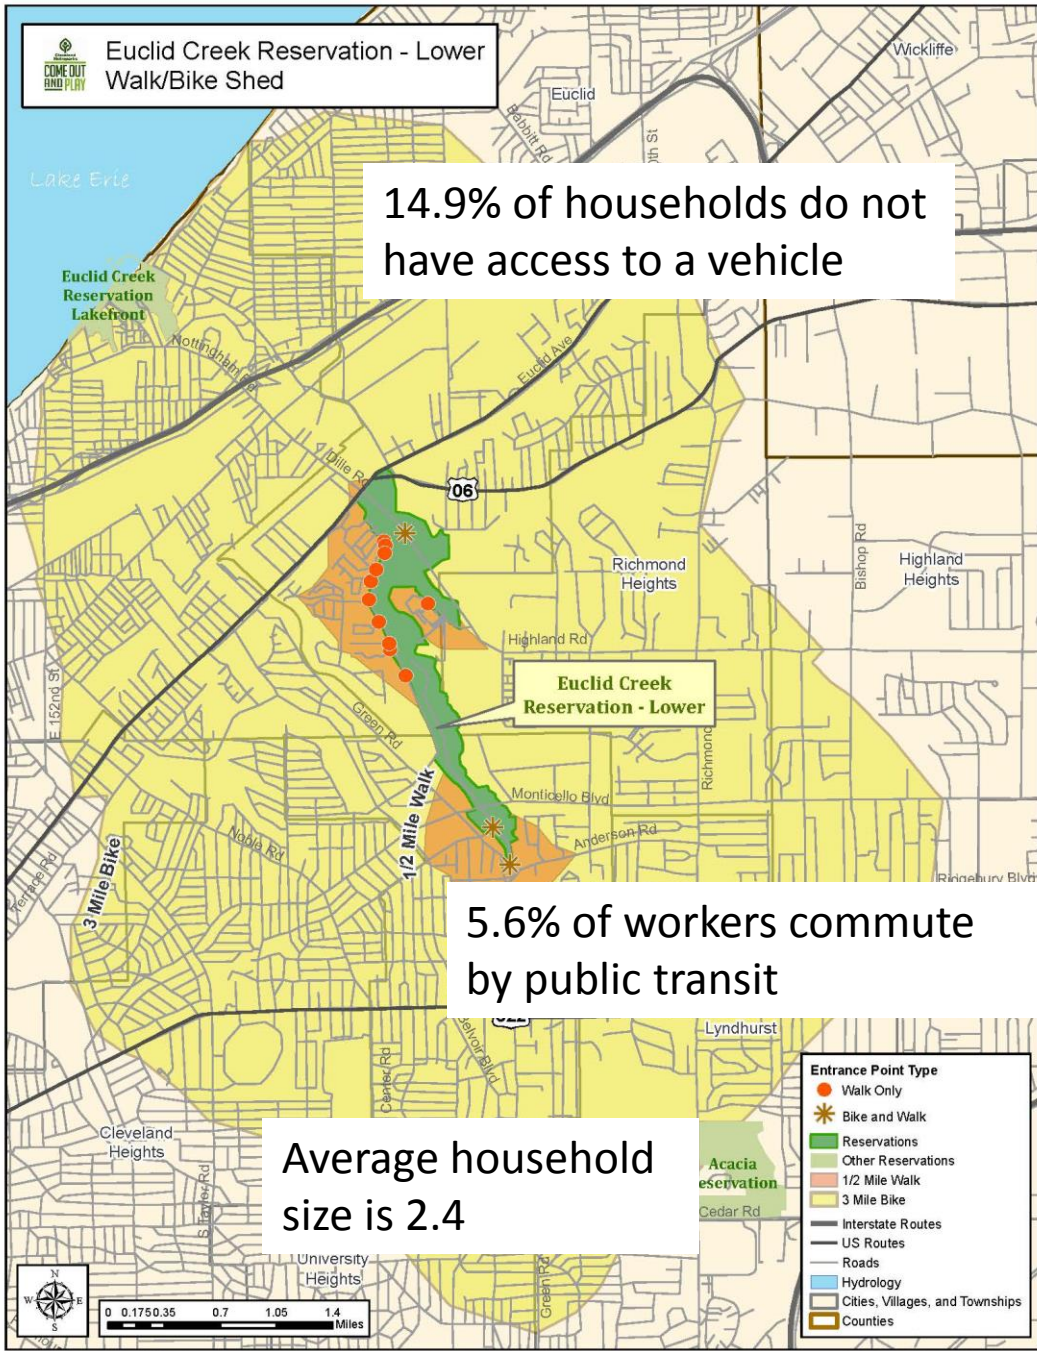 COME OUT
AND PLAY
Euclid Creek Reservation - Lower
Walk/Bike Shed
Wickliffe
Euclid
Babbitt Rd
Lake Erie
14.9% of households do not
have access to a vehicle
Euclid Creek
Reservation
Lakefront
Nottingham Rd
Euclid Ave
Dille Rd
06
Richmond
Heights
Bishop Rd
Highland
Heights
Highland Rd
E 152nd St
Euclid Creek
Reservation - Lower
Green Rd
Richmond
1/2 Mile Walk
Monticello Blvd
Anderson Rd
Noble Rd
3 Mile Bike
Terrace Rd
Ridgebury Blvd
5.6% of workers commute
by public transit
322
Belvoir Blvd
Lyndhurst
Center Rd
Cleveland
Heights
S Taylor Rd
Average household
size is 2.4
Acacia
eservation
Cedar Rd
University
Heights
Green Rd
Entrance Point Type
Walk Only
Bike and Walk
Reservations
Other Reservations
1/2 Mile Walk
3 Mile Bike
Interstate Routes
US Routes
Roads
Hydrology
Cities, Villages, and Townships
Counties
N
W E
S
0 0.175 0.35 0.7 1.05 1.4
Miles